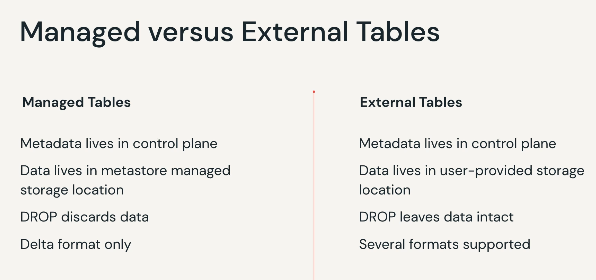 Managed versus External Tables
Managed Tables
Metadata lives in control plane
Data lives in metastore managed
storage location
DROP discards data
Delta format only
External Tables
Metadata lives in control plane
Data lives in user-provided storage
location
DROP leaves data intact
Several formats supported